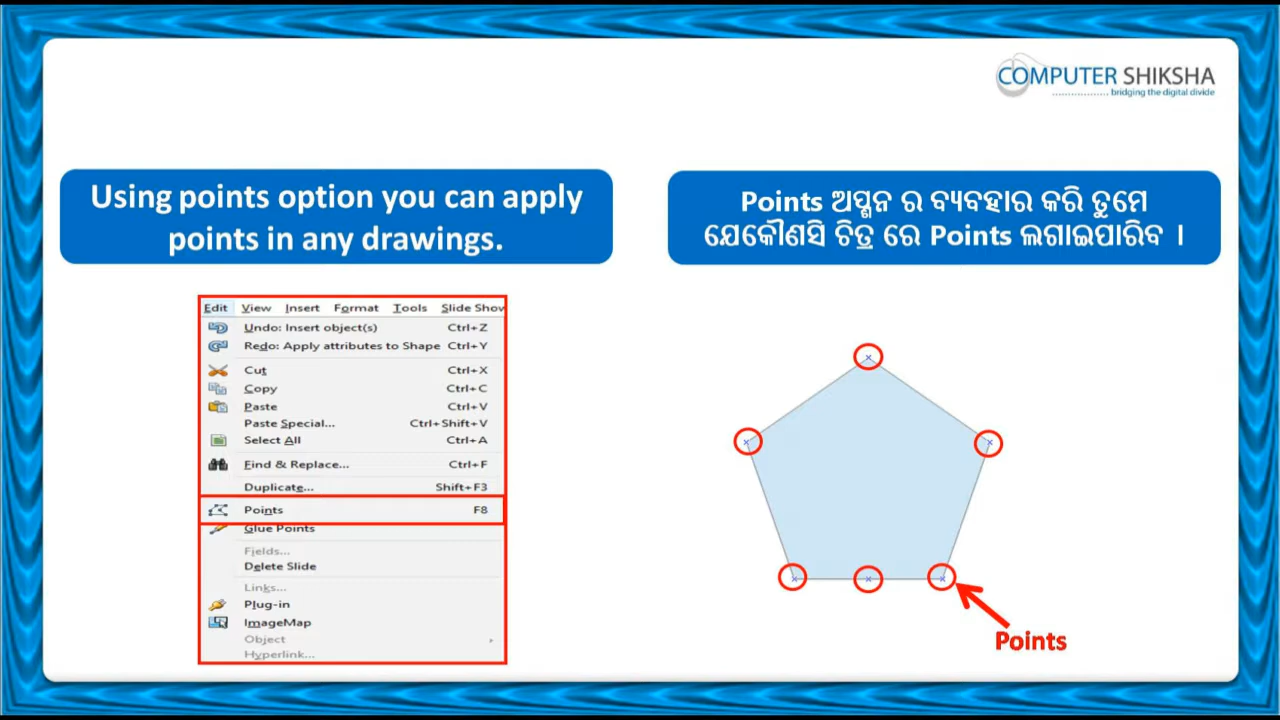 COMPUTER SHIKSHA
bridging the digital divide
Using points option you can apply
points in any drawings.
Points ଅପ୍ସନ ର ବ୍ୟବହାର କରି ତୁମେ
ଯେକୌଣସି ଚିତ୍ର ରେ Points ଲଗାଇପାରିବ ।
Edit View Insert Format Tools Slide Show
Undo: Insert object(s) Ctrl+Z
Redo: Apply attributes to Shape Ctrl+Y
Cut Ctrl+X
Copy Ctrl+C
Paste Ctrl+V
Paste Special... Ctrl+Shift+V
Select All Ctrl+A
Find & Replace... Ctrl+F
Duplicate... Shift+F3
Points F8
Glue Points
Fields...
Delete Slide
Links...
Plug-in
ImageMap
Object
Hyperlink...
Points